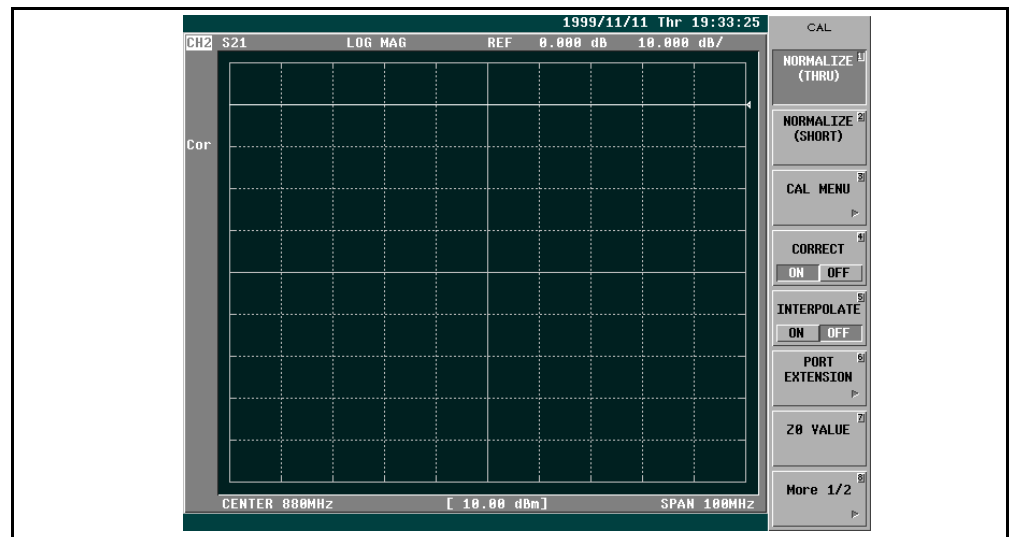 1999/11/11 Thr 19:33:25
CH2 S21 LOG MAG REF 0.000 dB 10.000 dB/
Cor
CENTER 880MHz [ 10.00 dBm] SPAN 100MHz
CAL
NORMALIZE 1
(THRU)
NORMALIZE 2
(SHORT)
3
CAL MENU
4
CORRECT
ON OFF
5
INTERPOLATE
ON OFF
PORT 6
EXTENSION
7
Z0 VALUE
8
More 1/2